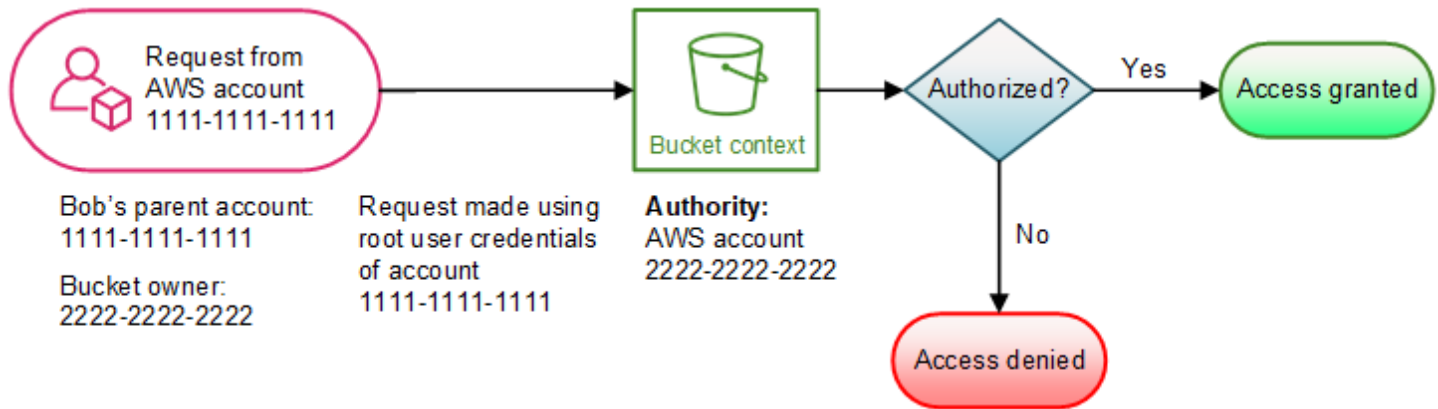 Request from
AWS account
1111-1111-1111
Bucket context
Authorized?
Yes
Access granted
Bob's parent account:
1111-1111-1111
Bucket owner:
2222-2222-2222
Request made using
root user credentials
of account
1111-1111-1111
Authority:
AWS account
2222-2222-2222
No
Access denied